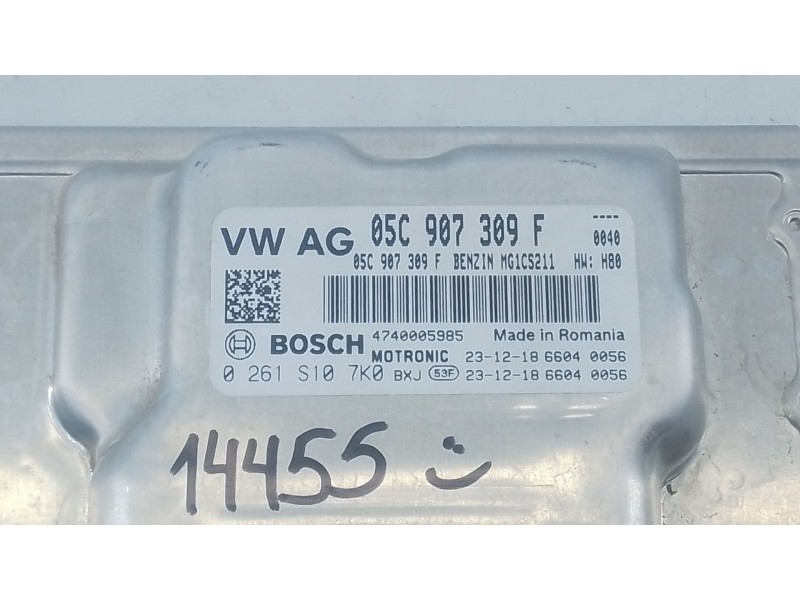 VW AG 05C 907 309 F ----
0040
05C 907 309 F BENZIN MG1CS211 HW: H80
BOSCH 4740005985 Made in Romania
MOTRONIC 23-12-18 6604 0056
0 261 S10 7K0 BXJ 53F 23-12-18 6604 0056
14455